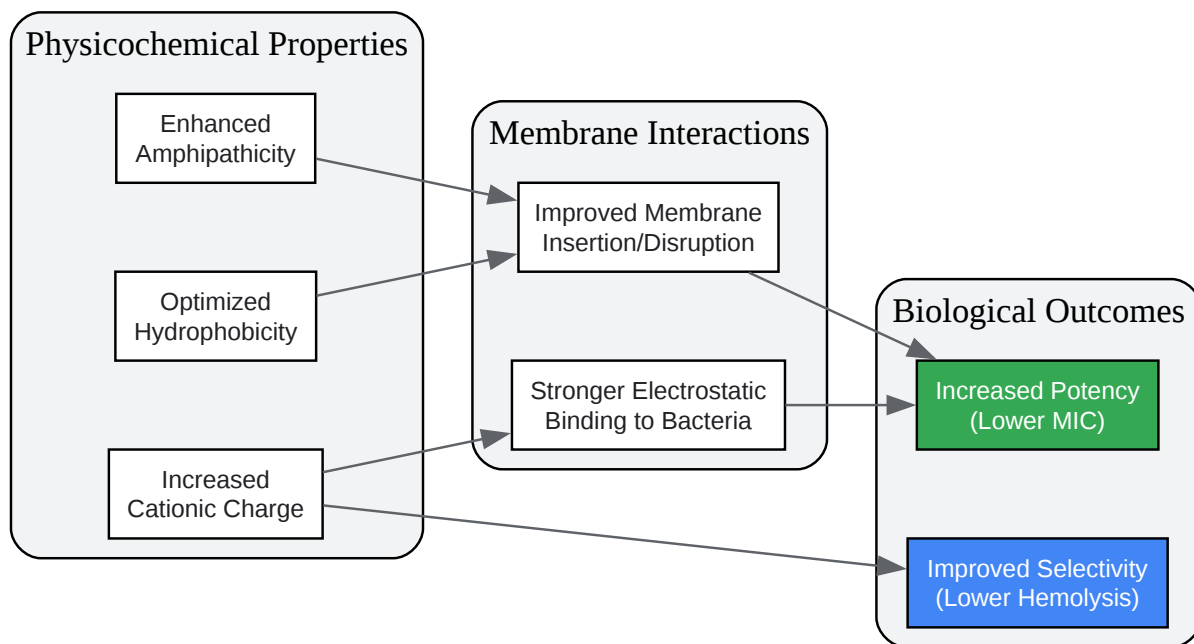 Physicochemical Properties
Enhanced
Amphipathicity
Optimized
Hydrophobicity
Increased
Cationic Charge
Membrane Interactions
Improved Membrane
Insertion/Disruption
Stronger Electrostatic
Binding to Bacteria
Biological Outcomes
Increased Potency
(Lower MIC)
Improved Selectivity
(Lower Hemolysis)